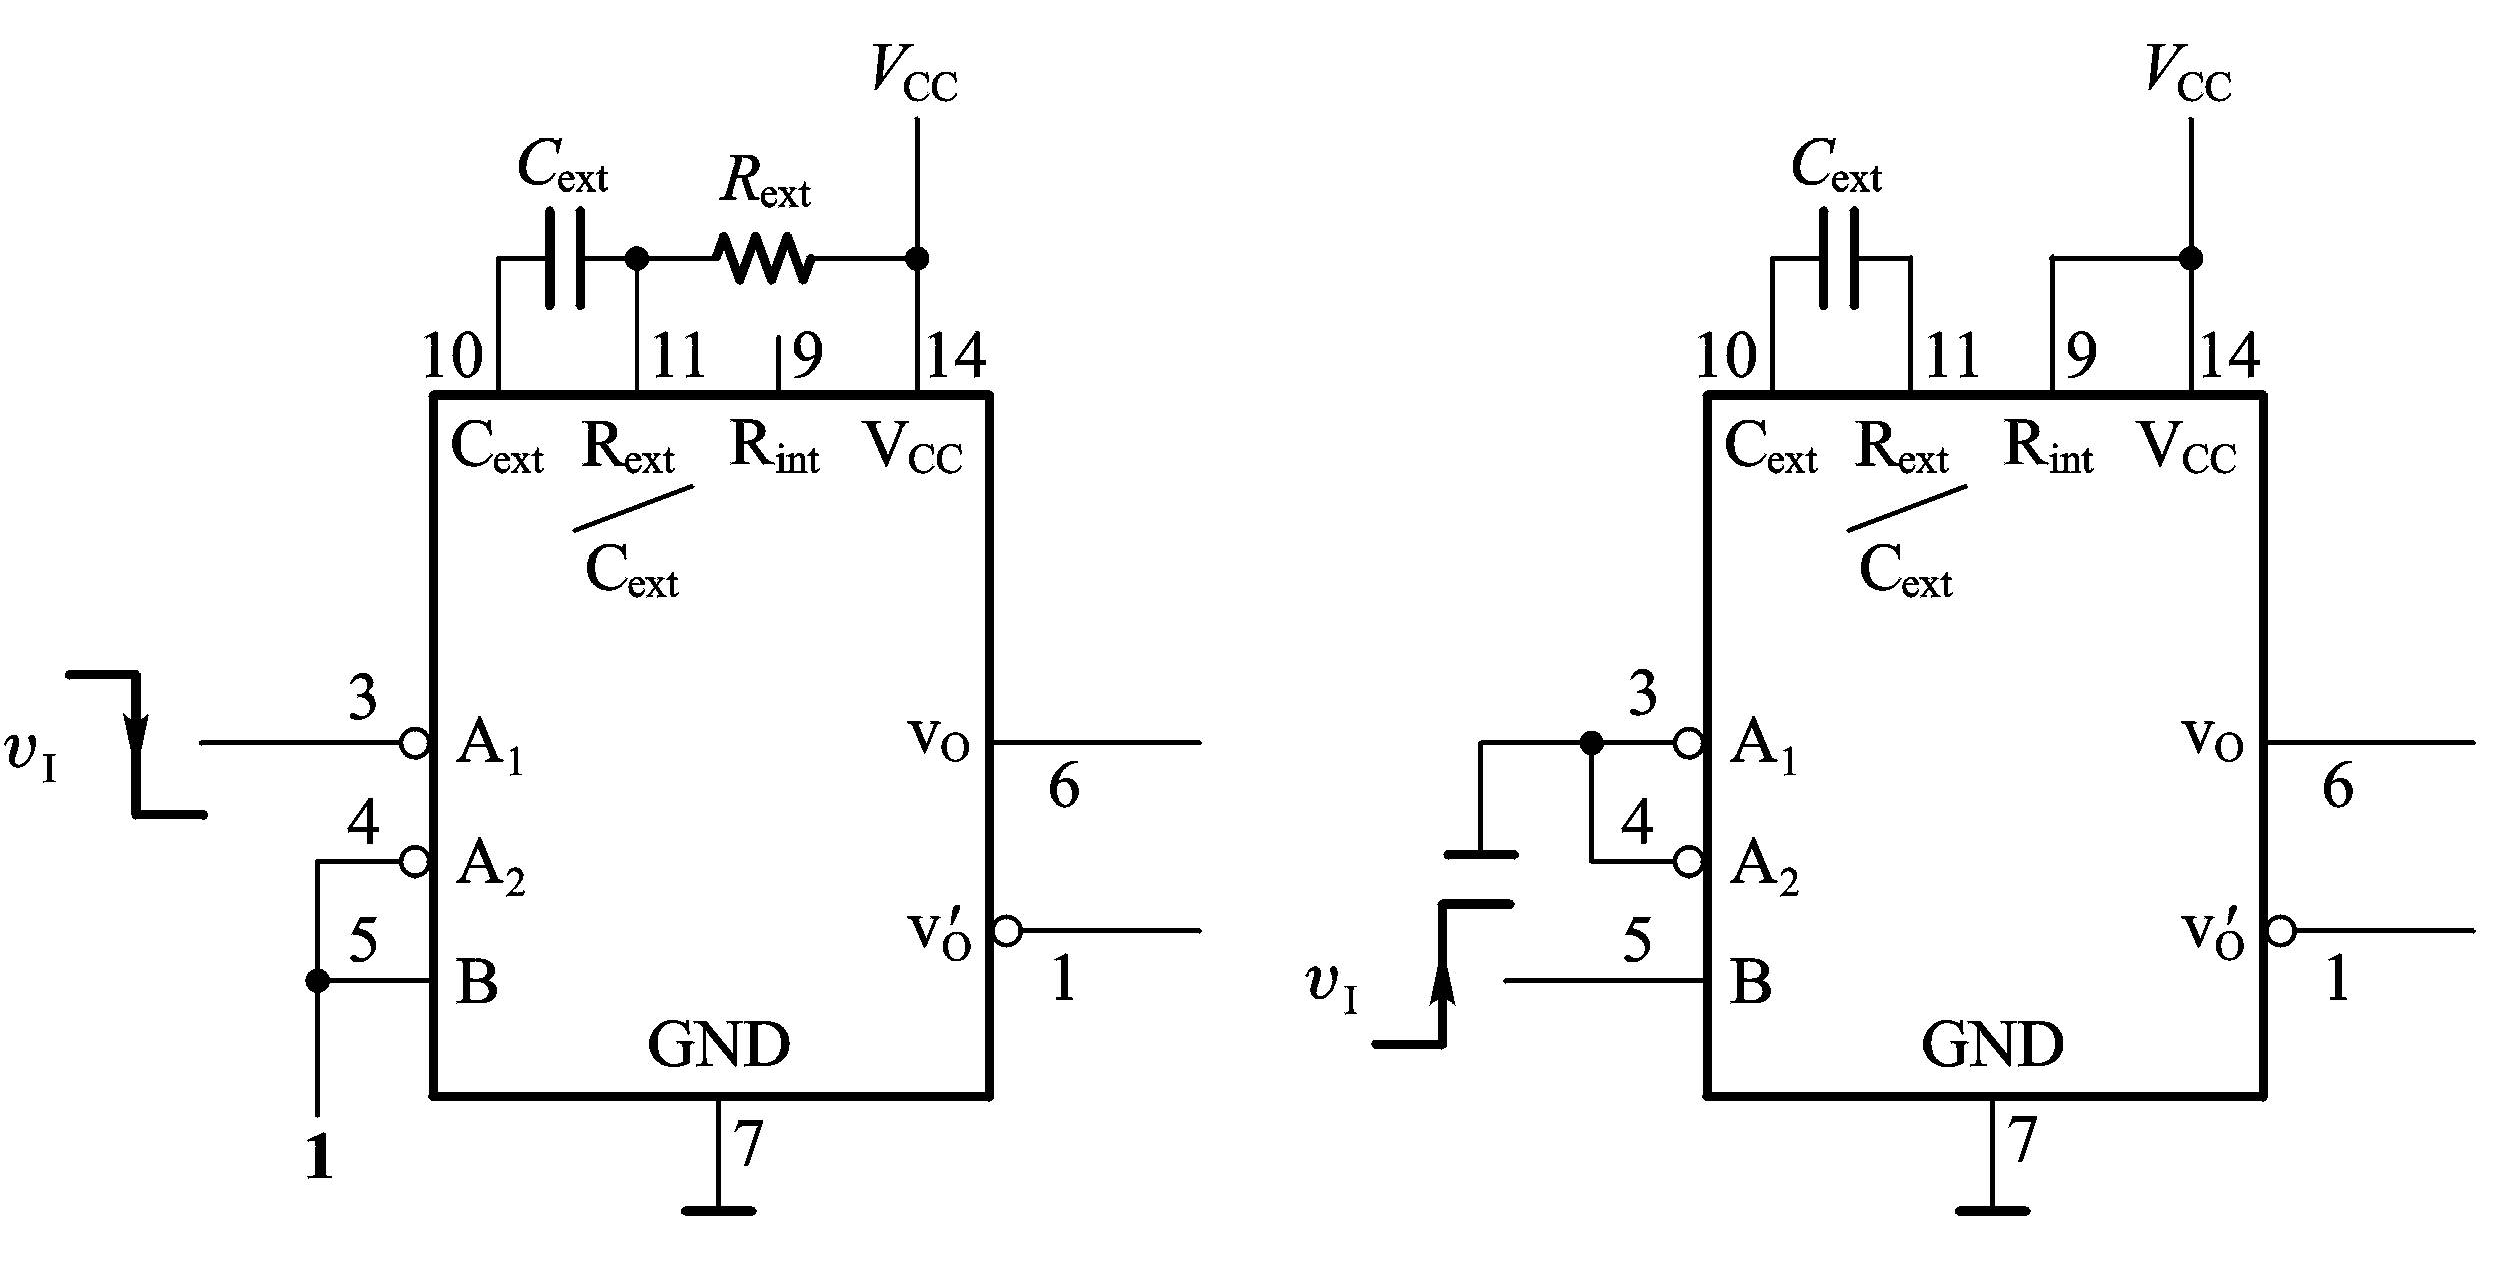 V_CC
C_ext
R_ext
10 11 9 14
C_ext R_ext R_int V_CC
C_ext
3
v_I
A_1 v_O
4 6
A_2
5 v′_O
B 1
GND
1
7
V_CC
C_ext
10 11 9 14
C_ext R_ext R_int V_CC
C_ext
3
A_1 v_O
4 6
A_2
5 v′_O
v_I
B 1
GND
7